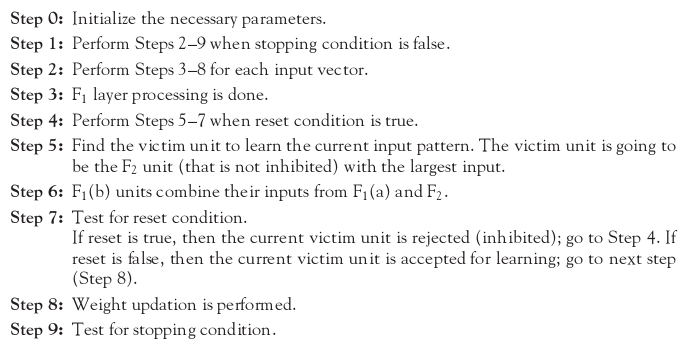 Step 0: Initialize the necessary parameters.
Step 1: Perform Steps 2–9 when stopping condition is false.
Step 2: Perform Steps 3–8 for each input vector.
Step 3: F₁ layer processing is done.
Step 4: Perform Steps 5–7 when reset condition is true.
Step 5: Find the victim unit to learn the current input pattern. The victim unit is going to
be the F₂ unit (that is not inhibited) with the largest input.
Step 6: F₁(b) units combine their inputs from F₁(a) and F₂.
Step 7: Test for reset condition.
If reset is true, then the current victim unit is rejected (inhibited); go to Step 4. If
reset is false, then the current victim unit is accepted for learning; go to next step
(Step 8).
Step 8: Weight updation is performed.
Step 9: Test for stopping condition.